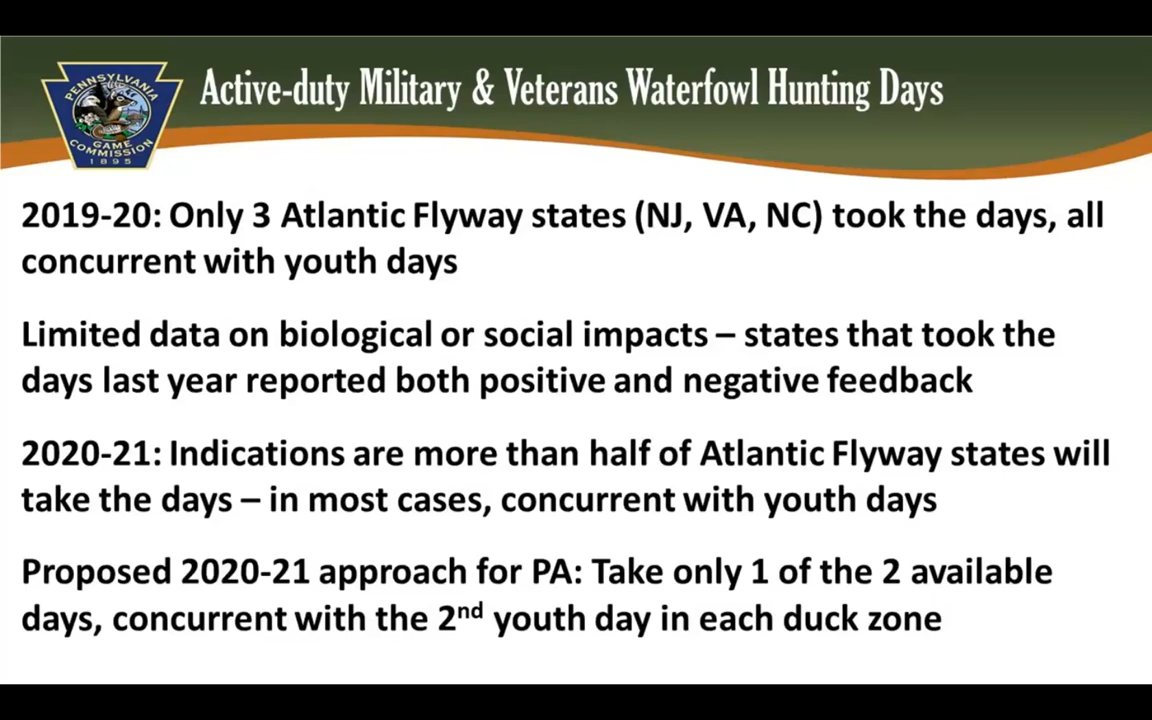 PENNSYLVANIA
GAME
COMMISSION
1895
Active-duty Military & Veterans Waterfowl Hunting Days
2019-20: Only 3 Atlantic Flyway states (NJ, VA, NC) took the days, all
concurrent with youth days
Limited data on biological or social impacts – states that took the
days last year reported both positive and negative feedback
2020-21: Indications are more than half of Atlantic Flyway states will
take the days – in most cases, concurrent with youth days
Proposed 2020-21 approach for PA: Take only 1 of the 2 available
days, concurrent with the 2nd youth day in each duck zone